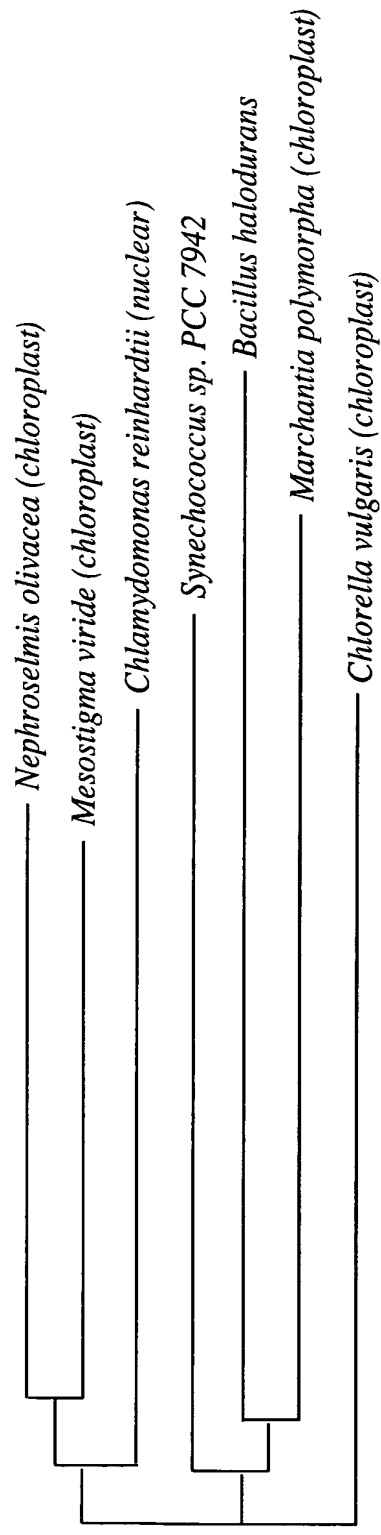 Nephroselmis olivacea (chloroplast)
Mesostigma viride (chloroplast)
Chlamydomonas reinhardtii (nuclear)
Synechococcus sp. PCC 7942
Bacillus halodurans
Marchantia polymorpha (chloroplast)
Chlorella vulgaris (chloroplast)